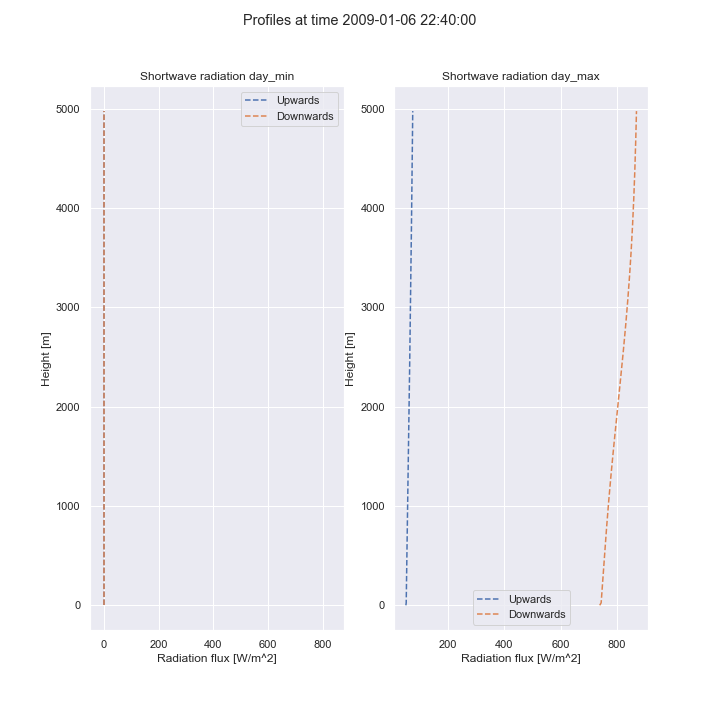 Profiles at time 2009-01-06 22:40:00
Shortwave radiation day_min
Upwards
Downwards
5000
4000
3000
2000
1000
0
Height [m]
0 200 400 600 800
Radiation flux [W/m^2]
Shortwave radiation day_max
5000
4000
3000
2000
1000
0
Height [m]
Upwards
Downwards
200 400 600 800
Radiation flux [W/m^2]